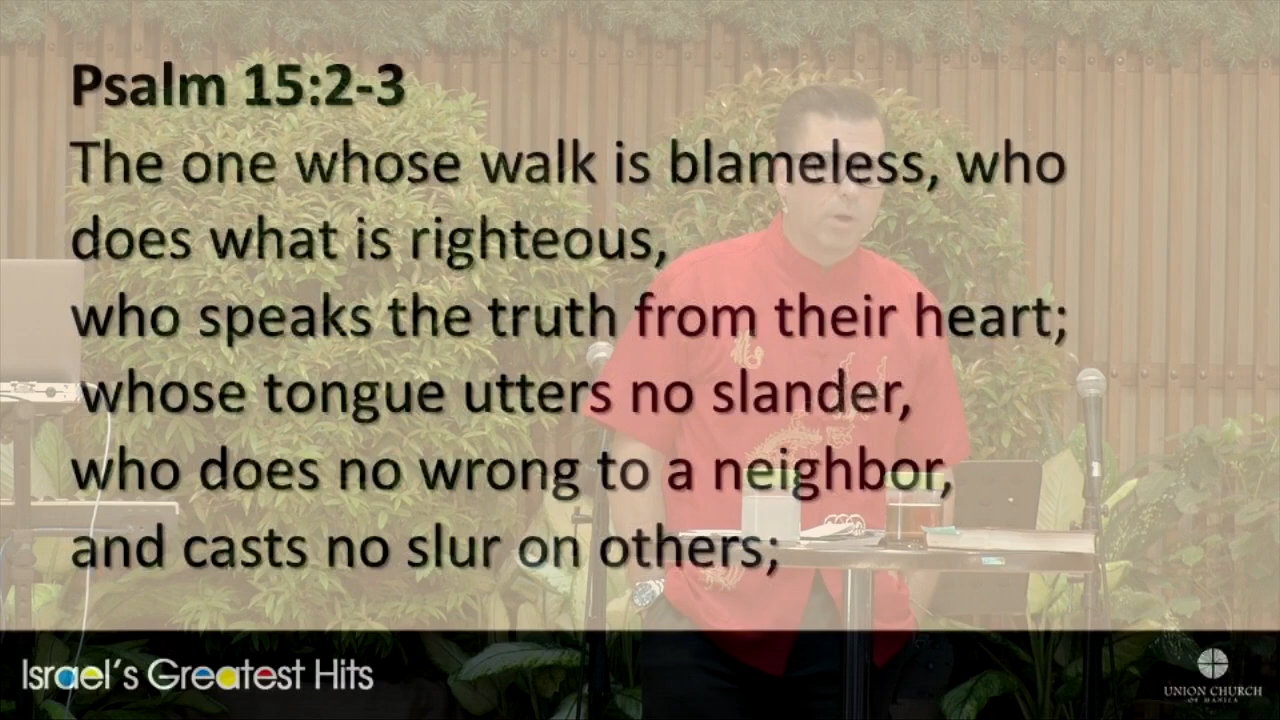 Psalm 15:2-3
The one whose walk is blameless, who
does what is righteous,
who speaks the truth from their heart;
whose tongue utters no slander,
who does no wrong to a neighbor,
and casts no slur on others;
Israel's Greatest Hits
UNION CHURCH
OF MANILA